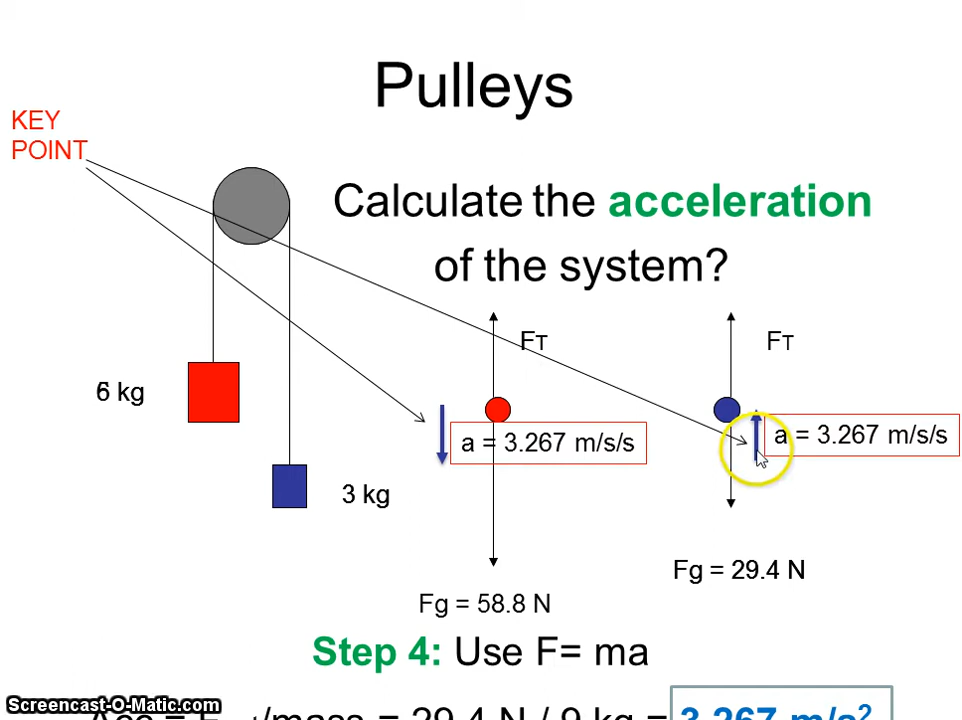 Pulleys
KEY
POINT
Calculate the acceleration
of the system?
FT
FT
6 kg
a = 3.267 m/s/s
a = 3.267 m/s/s
3 kg
Fg = 29.4 N
Fg = 58.8 N
Step 4: Use F= ma
Screencast-O-Matic.com
/mass = 29.4 N / 9 kg = 3.267 m/s²